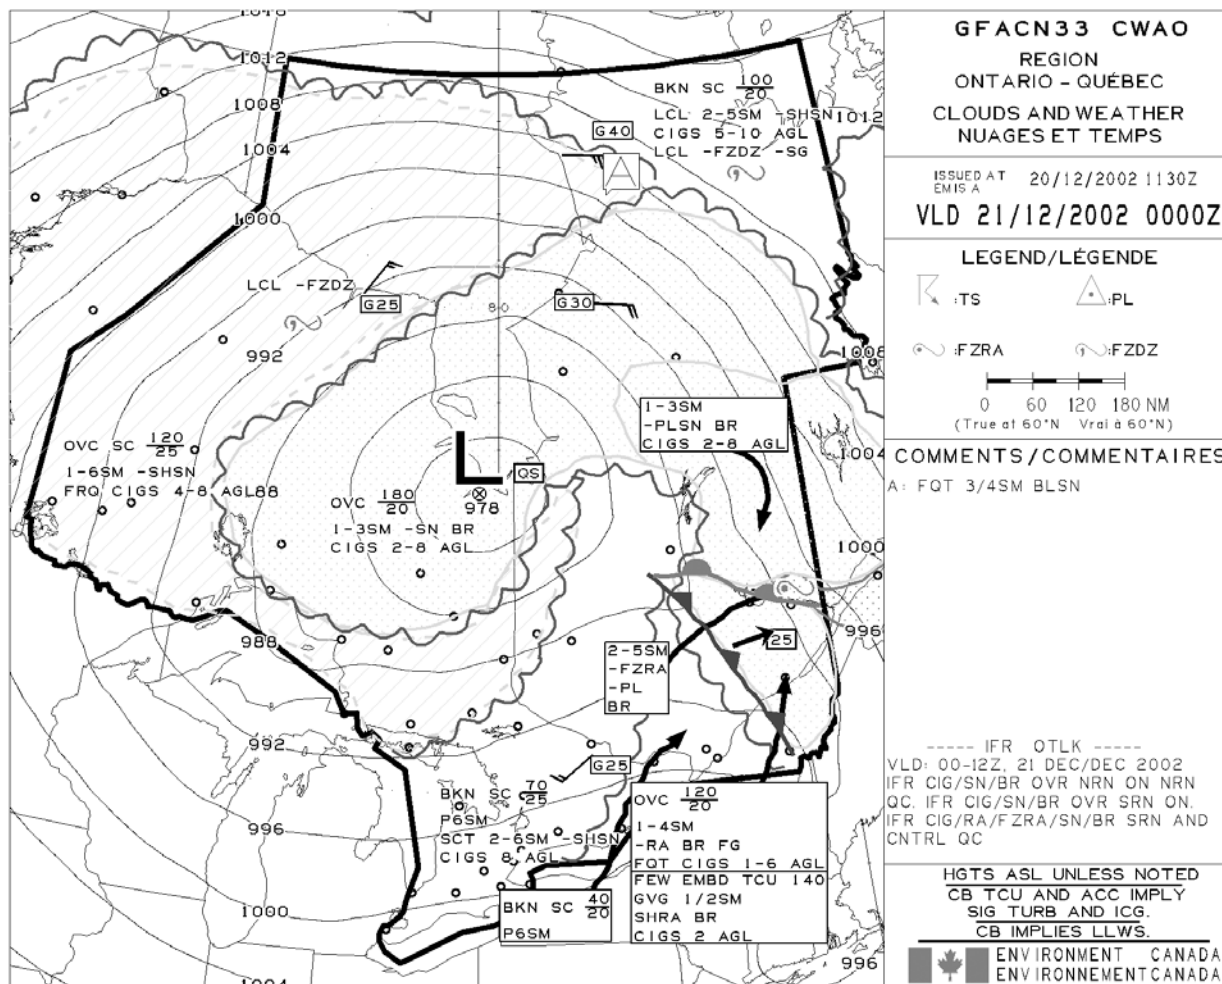 1016
1012
1008
1004
1000
992
BKN SC 100/20
LCL 2-5SM -SHSN
CIGS 5-10 AGL
LCL -FZDZ -SG
1012
G40
A
LCL -FZDZ
G25
80
G30
1008
1-3SM
-PLSN BR
CIGS 2-8 AGL
1004
OVC SC 120/25
1-6SM -SHSN
FRQ CIGS 4-8 AGL88
QS
OVC 180/20
978
1-3SM -SN BR
CIGS 2-8 AGL
1000
988
996
25
2-5SM
-FZRA
-PL
BR
992
G25
BKN SC 70/25
P6SM
SCT 2-6SM -SHSN
CIGS 8 AGL
996
OVC 120/20
1-4SM
-RA BR FG
FQT CIGS 1-6 AGL
FEW EMBD TCU 140
GVG 1/2SM
SHRA BR
CIGS 2 AGL
BKN SC 40/20
P6SM
1000
996
1004
GFACN33 CWAO
REGION
ONTARIO - QUÉBEC
CLOUDS AND WEATHER
NUAGES ET TEMPS
ISSUED AT
EMIS A
20/12/2002 1130Z
VLD 21/12/2002 0000Z
LEGEND/LÉGENDE
:TS
:PL
:FZRA
:FZDZ
0 60 120 180 NM
(True at 60°N Vrai à 60°N)
COMMENTS/COMMENTAIRES
A: FQT 3/4SM BLSN
----- IFR OTLK -----
VLD: 00-12Z, 21 DEC/DEC 2002
IFR CIG/SN/BR OVR NRN ON NRN
QC. IFR CIG/SN/BR OVR SRN ON.
IFR CIG/RA/FZRA/SN/BR SRN AND
CNTRL QC
HGTS ASL UNLESS NOTED
CB TCU AND ACC IMPLY
SIG TURB AND ICG.
CB IMPLIES LLWS.
ENVIRONMENT CANADA
ENVIRONNEMENT CANADA